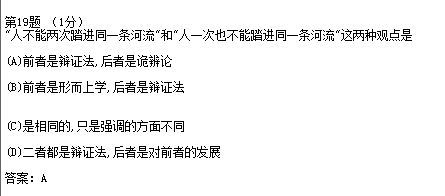 第19题 （1分）
“人不能两次踏进同一条河流”和“人一次也不能踏进同一条河流”这两种观点是
(A)前者是辩证法,后者是诡辨论
(B)前者是形而上学,后者是辩证法
(C)是相同的,只是强调的方面不同
(D)二者都是辩证法,后者是对前者的发展
答案：A